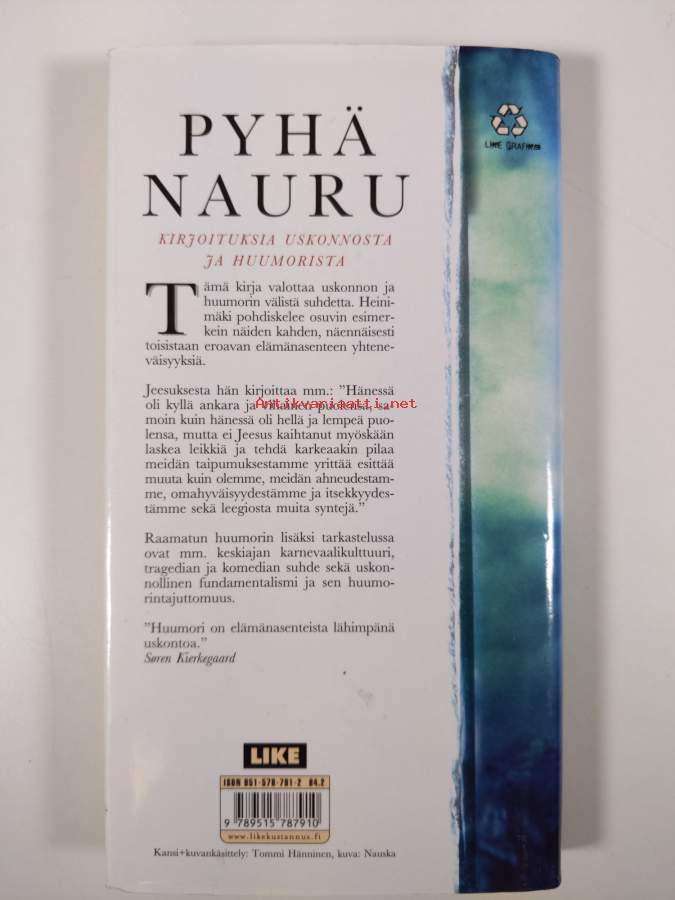 PYHÄ
NAURU
KIRJOITUKSIA USKONNOSTA
JA HUUMORISTA
Tämä kirja valottaa uskonnon ja
huumorin välistä suhdetta. Heini-
mäki pohdiskelee osuvin esimer-
kein näiden kahden, näennäisesti
toisistaan eroavan elämänasenteen yhtene-
väisyyksiä.
Jeesuksesta hän kirjoittaa mm.: ”Hänessä
oli kyllä ankara ja puolensa, sa-
moin kuin hänessä oli hellä ja lempeä puo-
lensa, mutta ei Jeesus kaihtanut myöskään
laskea leikkiä ja tehdä karkeaakin pilaa
meidän taipumuksestamme yrittää esittää
muuta kuin olemme, meidän ahneudestam-
me, omahyväisyydestämme ja itsekkyydes-
tämme sekä leegiosta muita syntejä.”
Raamatun huumorin lisäksi tarkastelussa
ovat mm. keskiajan karnevaalikulttuuri,
tragedian ja komedian suhde sekä uskon-
nollinen fundamentalismi ja sen huumo-
rintajuttomuus.
”Huumori on elämänasenteista lähimpänä
uskontoa.”
Søren Kierkegaard
LIKE
ISBN 951-578-791-2 84.2
9 789515 787910
www.likekustannus.fi
Kansi+kuvankäsittely: Tommi Hänninen, kuva: Nauska
LIKE GRAFIIKKA
Antikvariaatti.net